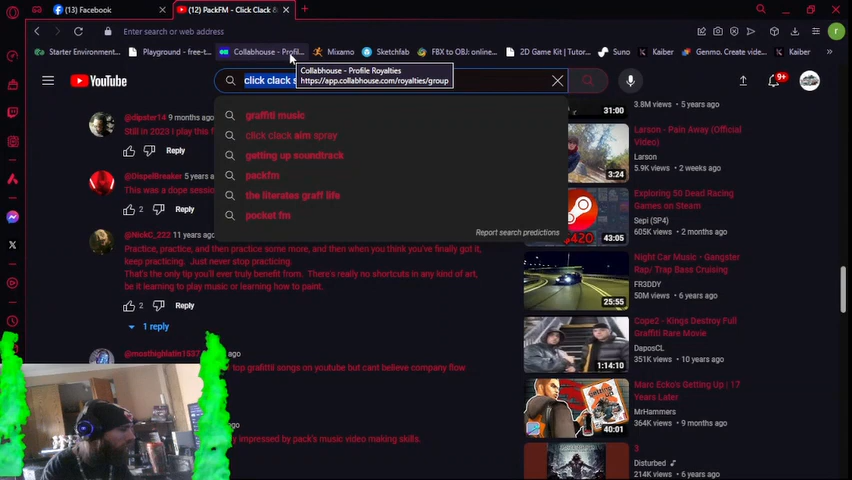 (13) Facebook
(12) PackFM - Click Clack &
Enter search or web address
r
Starter Environment...
Playground - free-t...
Collabhouse - Profil...
Mixamo
Sketchfab
FBX to OBJ: online...
2D Game Kit | Tutor...
Suno
Kaiber
Genmo. Create vide...
Kaiber
Collabhouse - Profile Royalties
https://app.collabhouse.com/royalties/group
YouTube
click clack s
9+
graffiti music
click clack aim spray
getting up soundtrack
packfm
the literates graff life
pocket fm
Report search predictions
@dipster14 9 months ago
Still in 2023 I play this f
Reply
@DispelBreaker 5 years a
This was a dope sessio
2
Reply
@NickC_222 11 years ago
Practice, practice, and then practice some more, and then when you think you've finally got it,
keep practicing. Just never stop practicing.
That's the only tip you'll ever truly benefit from. There's really no shortcuts in any kind of art,
be it learning to play music or learning how to paint.
2
Reply
1 reply
@mosthighlatin1537
ago
top grafitii songs on youtube but cant believe company flow
ago
impressed by pack's music video making skills.
31:00
3.8M views • 5 years ago
Larson - Pain Away (Official
Video)
Larson
5.9K views • 2 weeks ago
3:24
Exploring 50 Dead Racing
Games on Steam
Sepi (SP4)
605K views • 2 months ago
43:05
Night Car Music - Gangster
Rap/ Trap Bass Cruising
FR3DDY
50M views • 6 years ago
25:55
Cope2 - Kings Destroy Full
Graffiti Rare Movie
DaposCL
351K views • 10 years ago
1:14:10
Marc Ecko's Getting Up | 17
Years Later
MrHammers
364K views • 9 months ago
40:01
3
Disturbed
214K views • 6 years ago